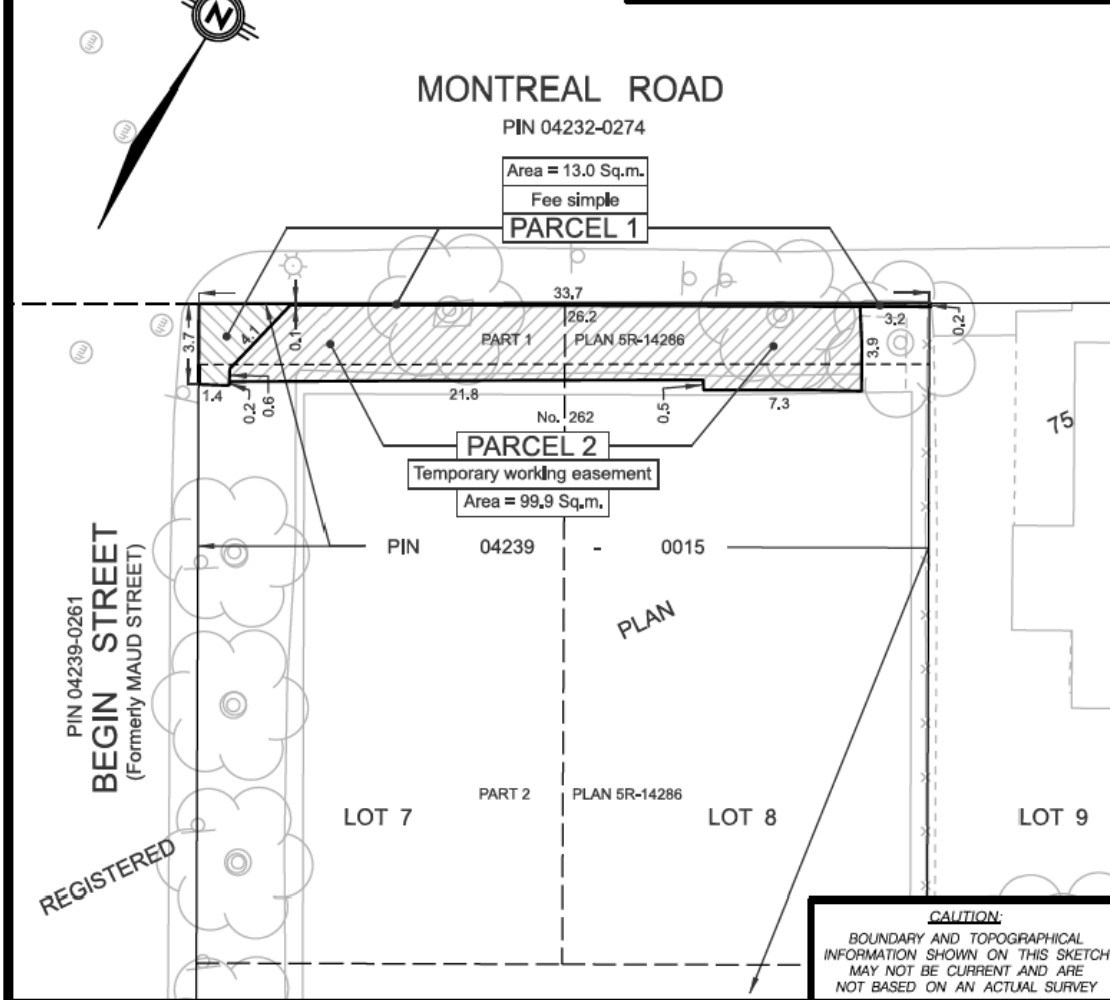 N
mh
mh
mh
mh
MONTREAL ROAD
PIN 04232-0274
Area = 13.0 Sq.m.
Fee simple
PARCEL 1
33.7
26.2
3.2
0.2
3.7
4.1
0.1
PART 1 PLAN 5R-14286
3.9
1.4
0.2
0.6
21.8
0.5
7.3
No. 262
PARCEL 2
Temporary working easement
Area = 99.9 Sq.m.
75
PIN 04239 - 0015
PLAN
PIN 04239-0261
BEGIN STREET
(Formerly MAUD STREET)
PART 2 PLAN 5R-14286
LOT 7
LOT 8
LOT 9
REGISTERED
CAUTION:
BOUNDARY AND TOPOGRAPHICAL
INFORMATION SHOWN ON THIS SKETCH
MAY NOT BE CURRENT AND ARE
NOT BASED ON AN ACTUAL SURVEY